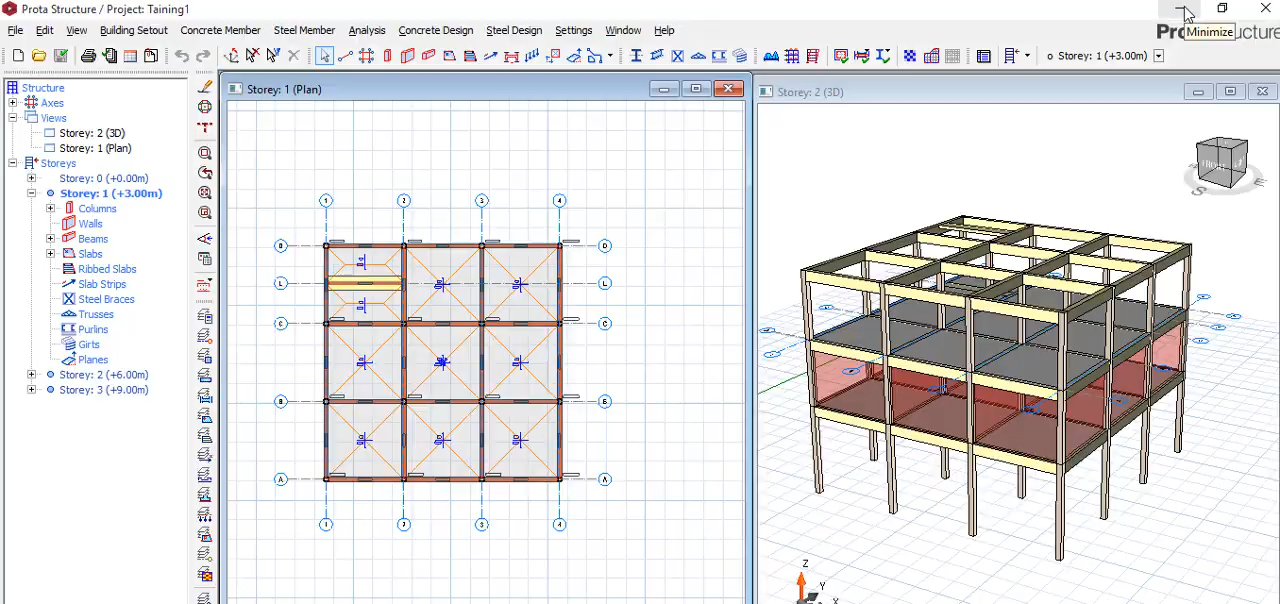 Prota Structure / Project: Taining1
File Edit View Building Setout Concrete Member Steel Member Analysis Concrete Design Steel Design Settings Window Help
Minimize
Storey: 1 (+3.00m)
Structure
Axes
Views
Storey: 2 (3D)
Storey: 1 (Plan)
Storeys
Storey: 0 (+0.00m)
Storey: 1 (+3.00m)
Columns
Walls
Beams
Slabs
Ribbed Slabs
Slab Strips
Steel Braces
Trusses
Purlins
Girts
Planes
Storey: 2 (+6.00m)
Storey: 3 (+9.00m)
Storey: 1 (Plan)
1 2 3 4
D D
L L
C C
B B
A A
1 2 3 4
Storey: 2 (3D)
FRONT
S E
Z
Y
X